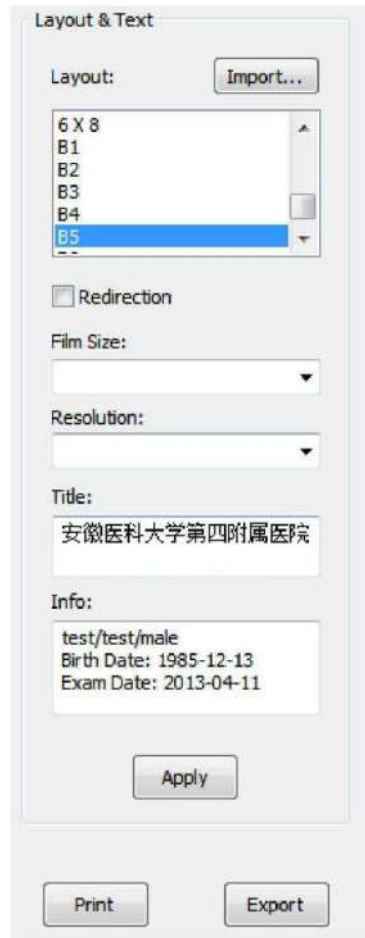 Layout & Text
Layout:
Import...
6 X 8
B1
B2
B3
B4
B5
Redirection
Film Size:
Resolution:
Title:
安徽医科大学第四附属医院
Info:
test/test/male
Birth Date: 1985-12-13
Exam Date: 2013-04-11
Apply
Print
Export